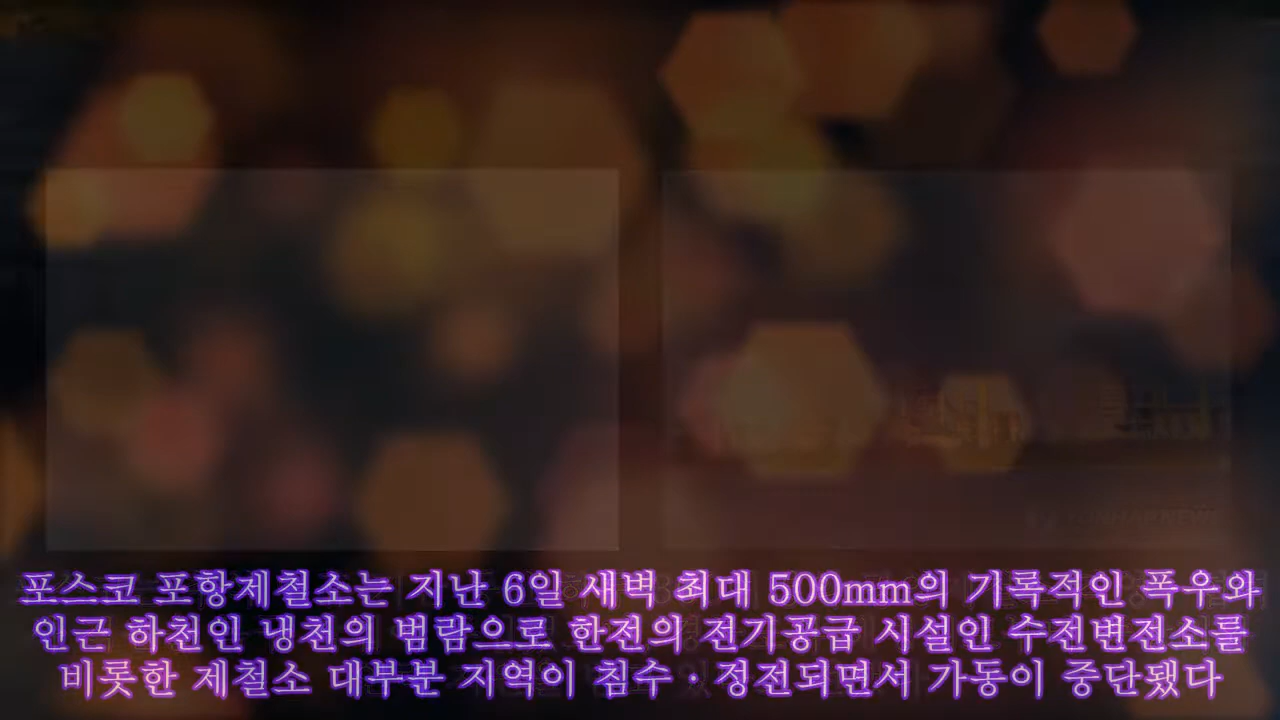 포스코 포항제철소는 지난 6일 새벽 최대 500mm의 기록적인 폭우와
인근 하천인 냉천의 범람으로 한전의 전기공급 시설인 수전변전소를
비롯한 제철소 대부분 지역이 침수·정전되면서 가동이 중단됐다